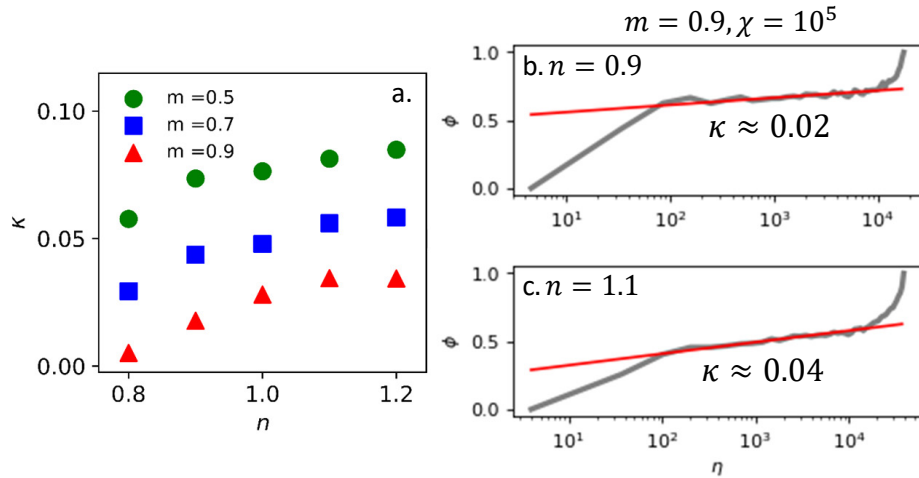 m = 0.9, χ = 10⁵
a.
m =0.5
m =0.7
m =0.9
κ
0.10
0.05
0.00
0.8
1.0
1.2
n
b. n = 0.9
κ ≈ 0.02
ϕ
1.0
0.5
0.0
10¹
10²
10³
10⁴
c. n = 1.1
κ ≈ 0.04
ϕ
1.0
0.5
0.0
10¹
10²
10³
10⁴
η